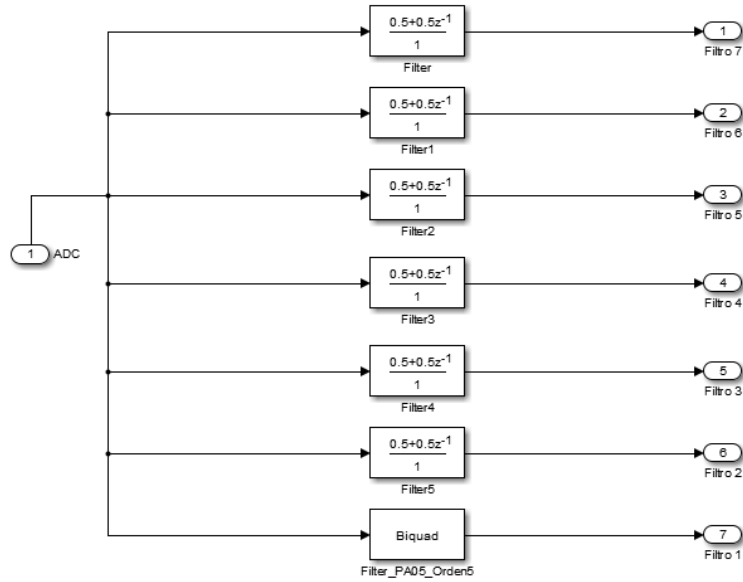 0.5+0.5z-1
1
Filter
1
Filtro 7
0.5+0.5z-1
1
Filter1
2
Filtro 6
0.5+0.5z-1
1
Filter2
3
Filtro 5
1
ADC
0.5+0.5z-1
1
Filter3
4
Filtro 4
0.5+0.5z-1
1
Filter4
5
Filtro 3
0.5+0.5z-1
1
Filter5
6
Filtro 2
Biquad
Filter_PA05_Orden5
7
Filtro 1